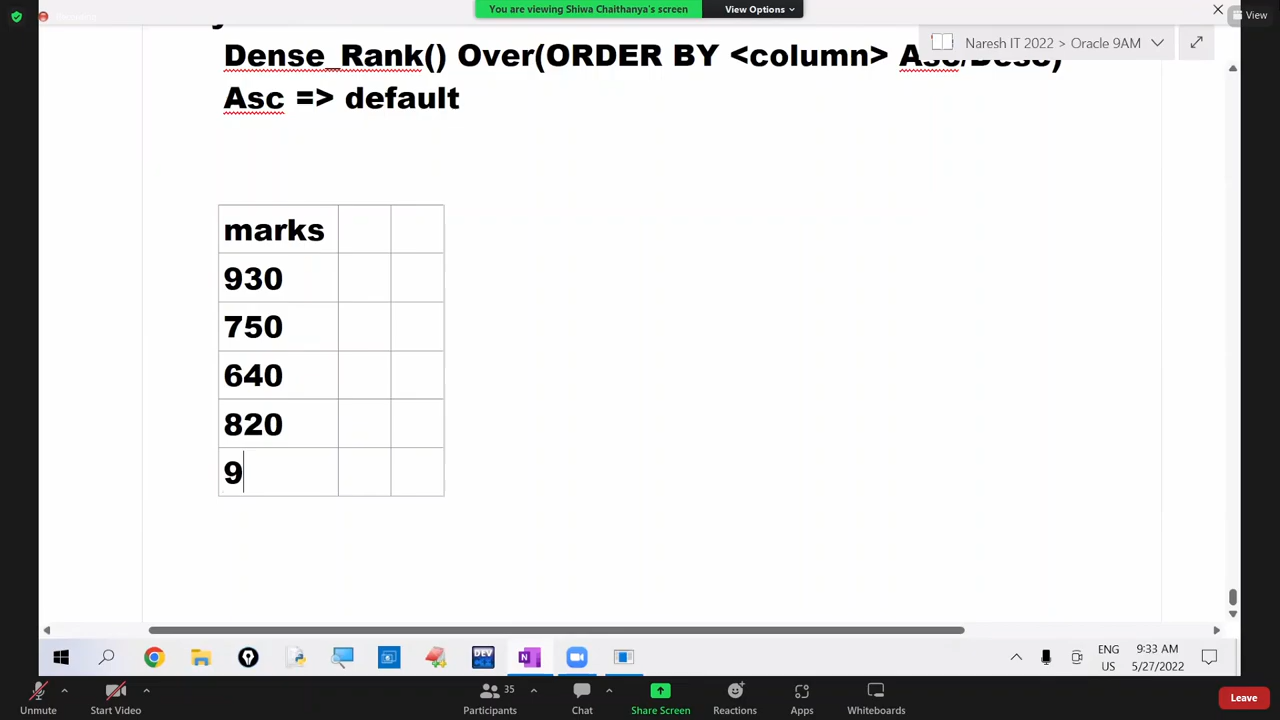 You are viewing Shiwa Chaithanya's screen
View Options
View
Naresh IT 2022 > Oracle 9AM
Dense_Rank() Over(ORDER BY <column> Asc/Desc)
Asc => default
marks
930
750
640
820
9
DEV
ENG
US
9:33 AM
5/27/2022
35
Unmute
Start Video
Participants
Chat
Share Screen
Reactions
Apps
Whiteboards
Leave